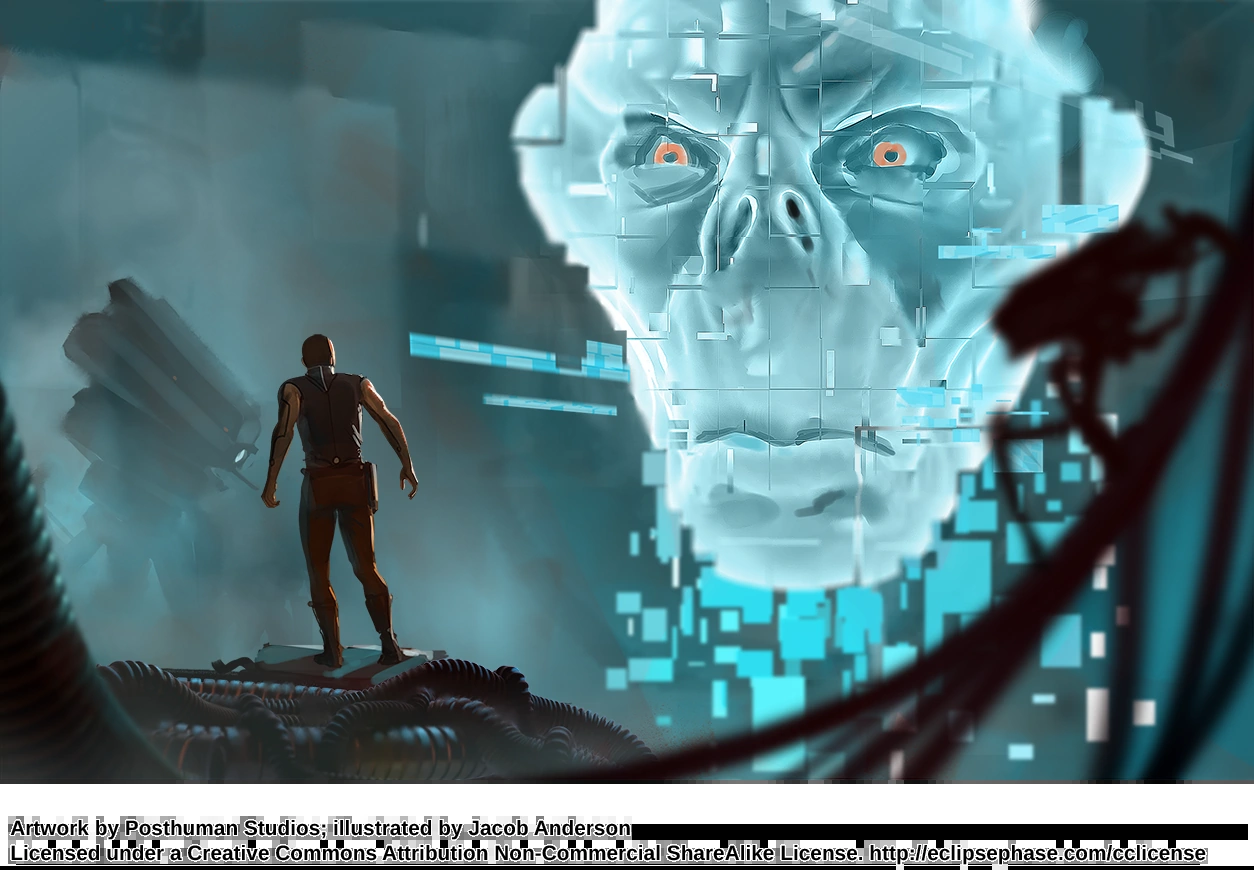 Artwork by Posthuman Studios; illustrated by Jacob Anderson
Licensed under a Creative Commons Attribution Non-Commercial ShareAlike License. http://eclipsephase.com/cclicense